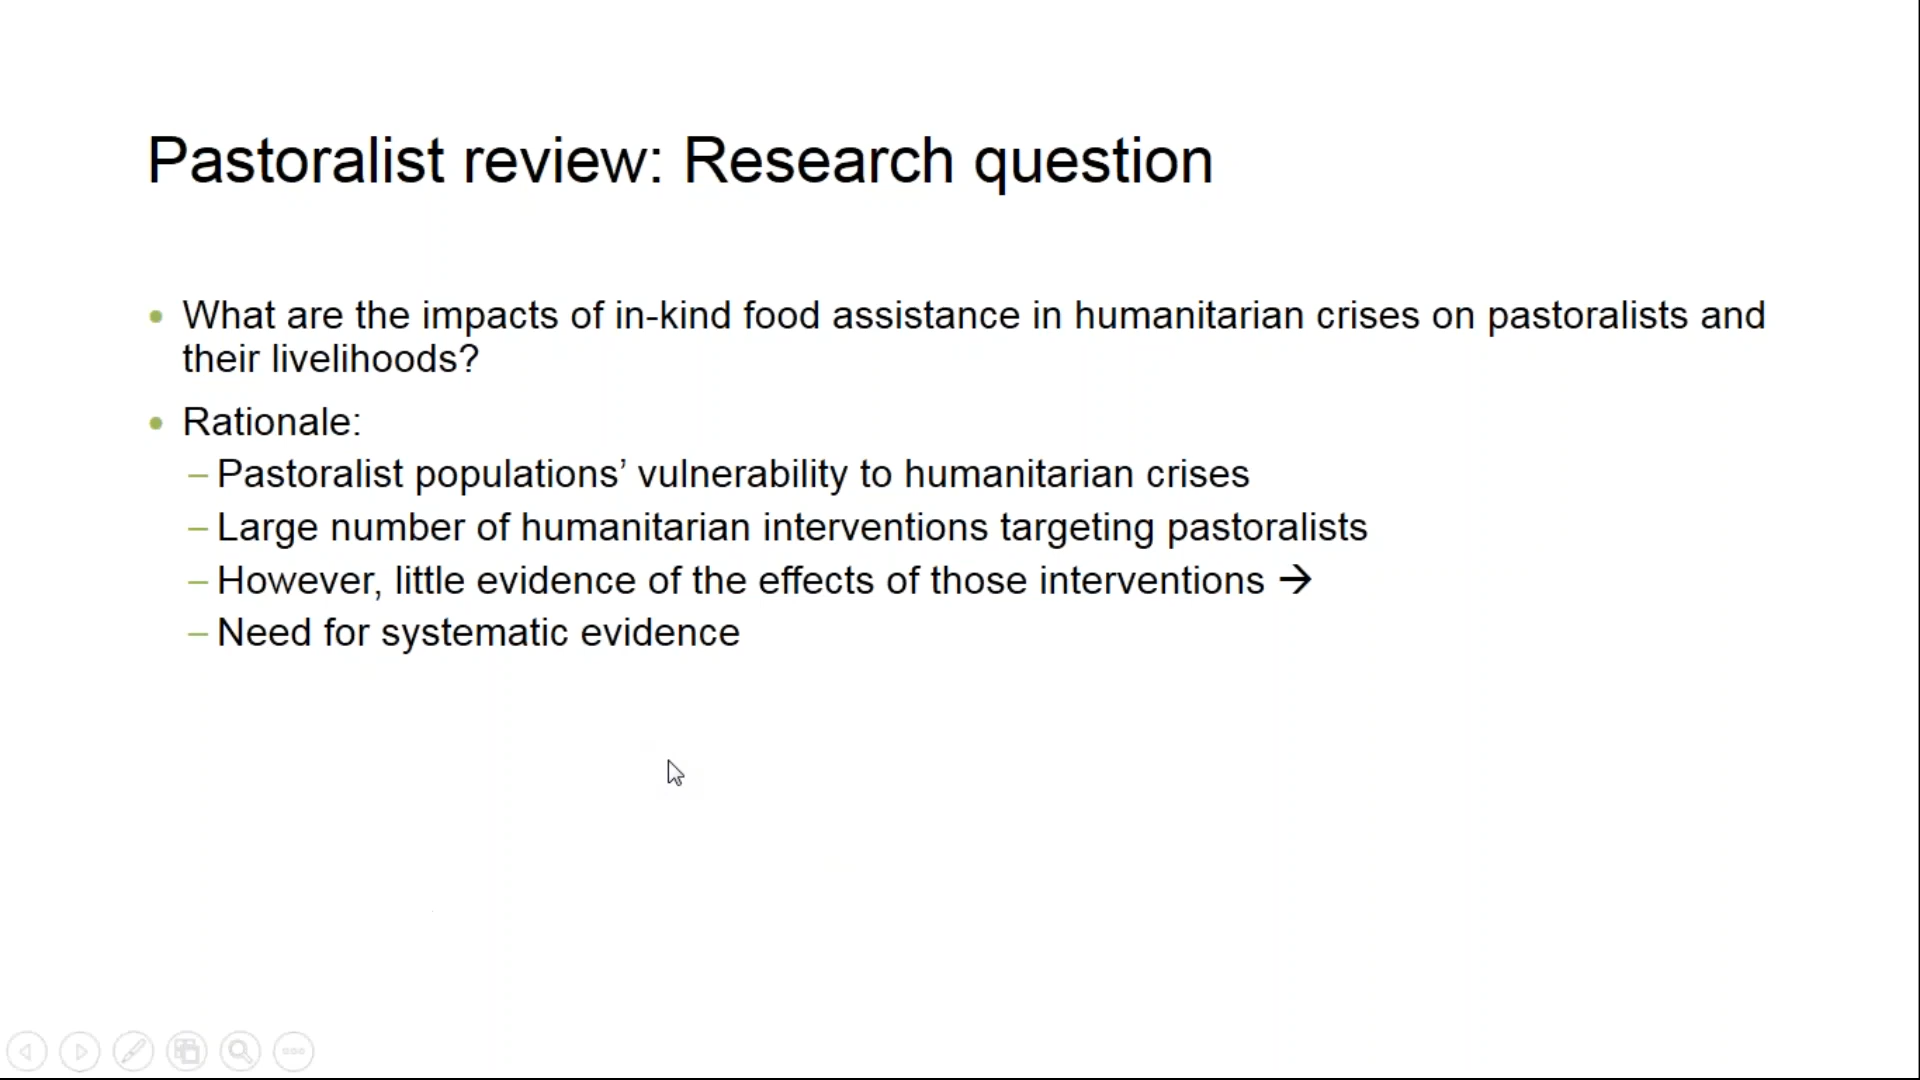 Pastoralist review: Research question
• What are the impacts of in-kind food assistance in humanitarian crises on pastoralists and
their livelihoods?
• Rationale:
– Pastoralist populations’ vulnerability to humanitarian crises
– Large number of humanitarian interventions targeting pastoralists
– However, little evidence of the effects of those interventions →
– Need for systematic evidence